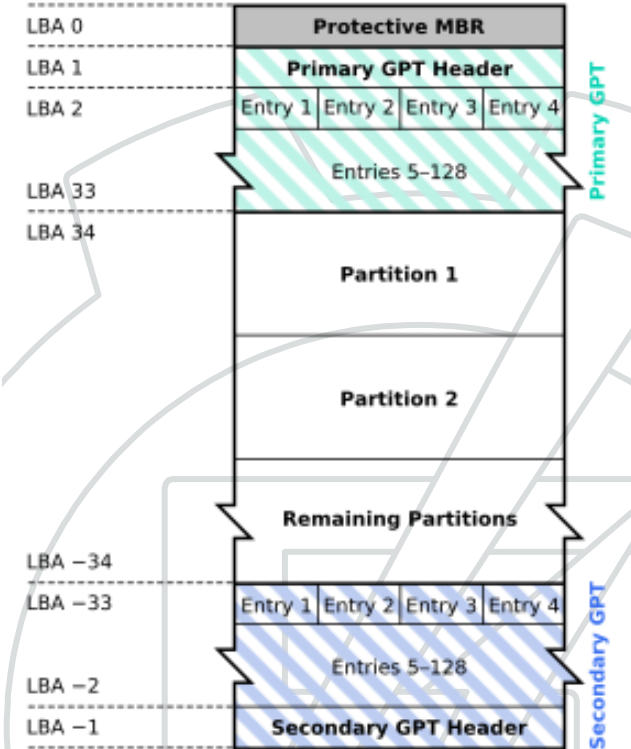 LBA 0
Protective MBR
LBA 1
Primary GPT Header
LBA 2
Entry 1 Entry 2 Entry 3 Entry 4
Entries 5–128
LBA 33
Primary GPT
LBA 34
Partition 1
Partition 2
Remaining Partitions
LBA −34
LBA −33
Entry 1 Entry 2 Entry 3 Entry 4
Entries 5–128
LBA −2
LBA −1
Secondary GPT Header
Secondary GPT